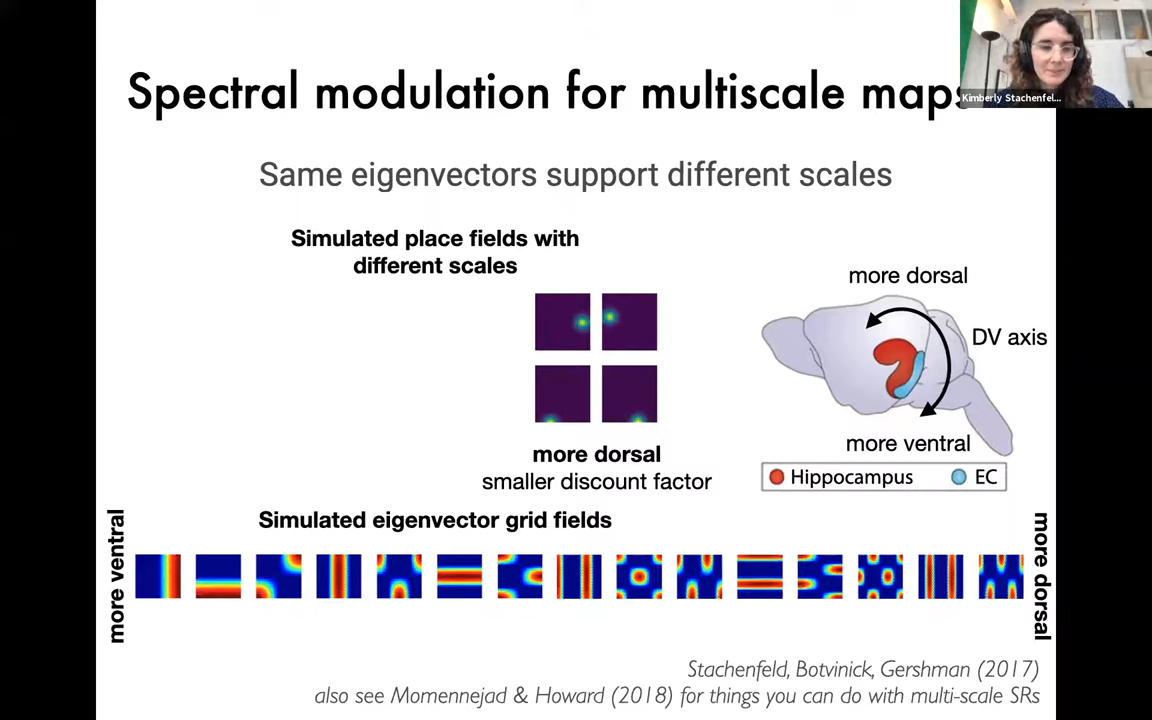 Spectral modulation for multiscale maps
Kimberly Stachenfel...
Same eigenvectors support different scales
Simulated place fields with
different scales
more dorsal
DV axis
more ventral
Hippocampus
EC
more dorsal
smaller discount factor
Simulated eigenvector grid fields
more ventral
more dorsal
Stachenfeld, Botvinick, Gershman (2017)
also see Momennejad & Howard (2018) for things you can do with multi-scale SRs